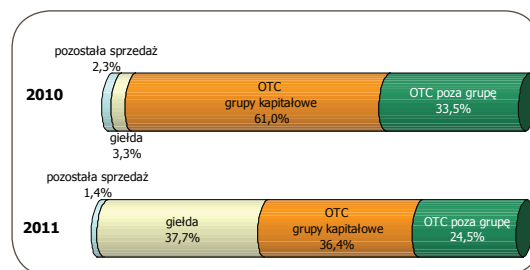 pozostała sprzedaż
2,3%
2010
OTC
grupy kapitałowe
61,0%
OTC poza grupę
33,5%
giełda
3,3%
pozostała sprzedaż
1,4%
2011
giełda
37,7%
OTC
grupy kapitałowe
36,4%
OTC poza grupę
24,5%